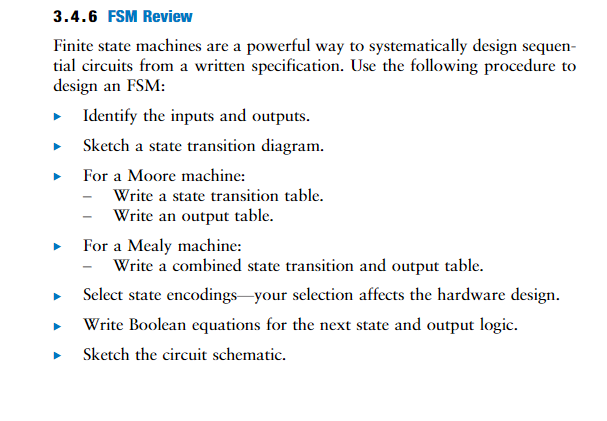 3.4.6 FSM Review
Finite state machines are a powerful way to systematically design sequen-
tial circuits from a written specification. Use the following procedure to
design an FSM:
▶ Identify the inputs and outputs.
▶ Sketch a state transition diagram.
▶ For a Moore machine:
– Write a state transition table.
– Write an output table.
▶ For a Mealy machine:
– Write a combined state transition and output table.
▶ Select state encodings—your selection affects the hardware design.
▶ Write Boolean equations for the next state and output logic.
▶ Sketch the circuit schematic.